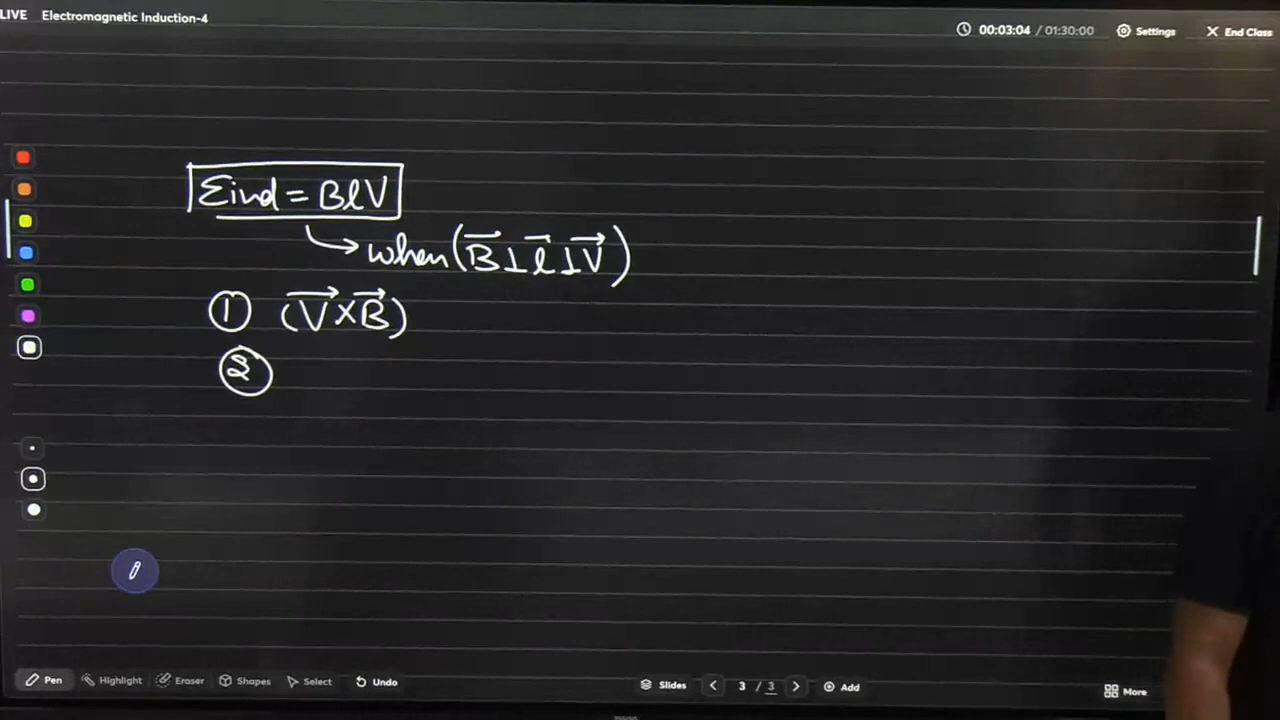 LIVE Electromagnetic Induction-4
00:03:04 / 01:30:00 Settings End Class
Σind = BlV
when (B⃗ ⊥ l⃗ ⊥ V⃗)
① (V⃗ × B⃗)
②
Pen Highlight Eraser Shapes Select Undo Slides 3 / 3 Add More